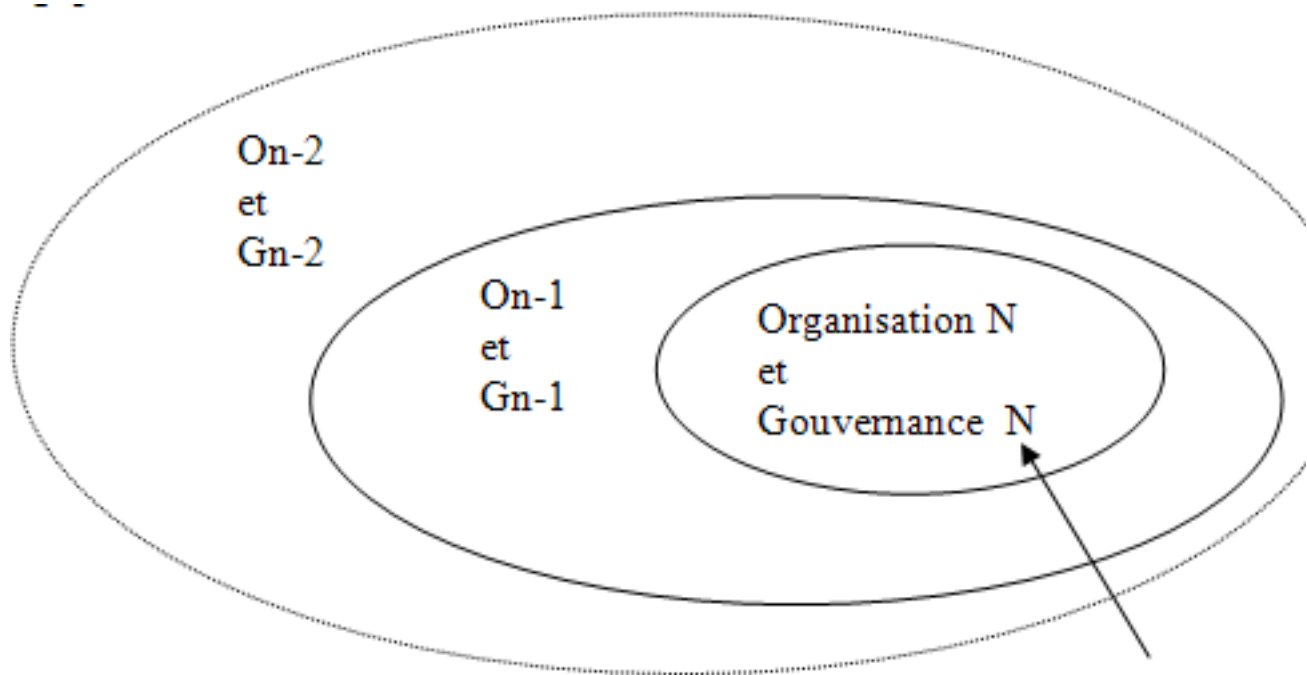 On-2
et
Gn-2
On-1
et
Gn-1
Organisation N
et
Gouvernance N